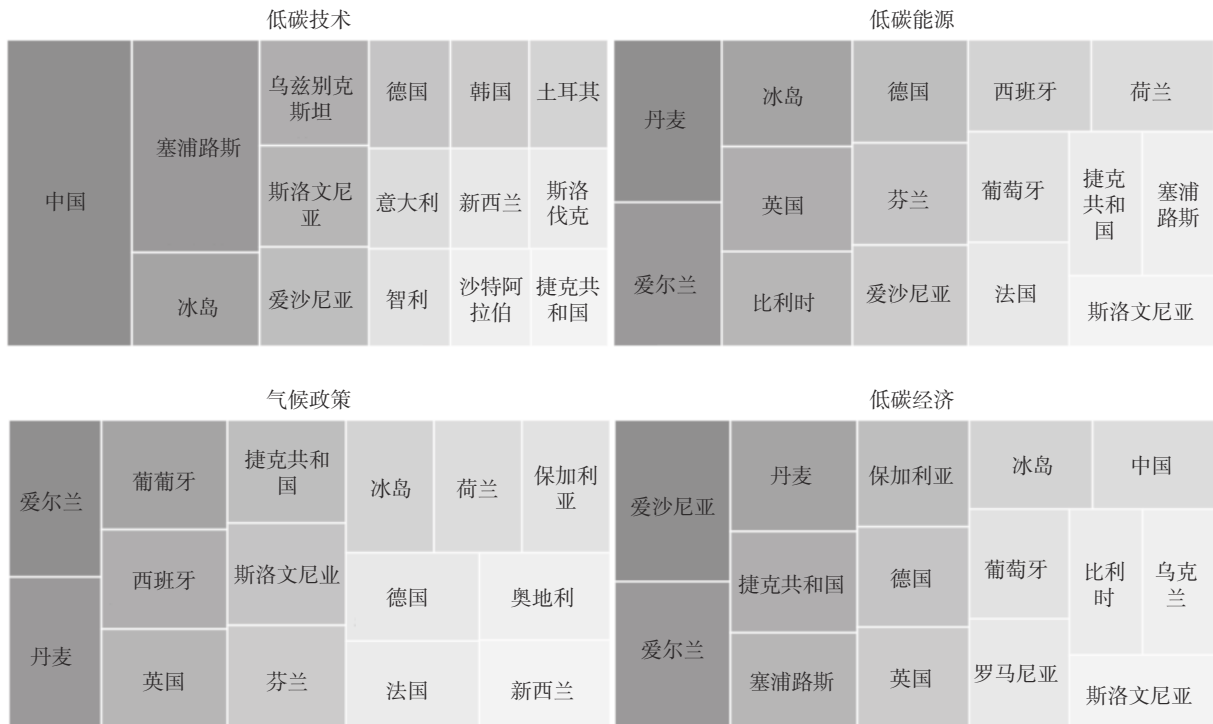 低碳技术
中国
塞浦路斯
冰岛
乌兹别克
斯坦
斯洛文尼
亚
爱沙尼亚
德国
韩国
土耳其
意大利
新西兰
斯洛
伐克
智利
沙特阿
拉伯
捷克共
和国
低碳能源
丹麦
爱尔兰
冰岛
英国
比利时
德国
芬兰
爱沙尼亚
西班牙
荷兰
葡萄牙
捷克
共和
国
塞浦
路斯
法国
斯洛文尼亚
气候政策
爱尔兰
丹麦
葡葡牙
西班牙
英国
捷克共和
国
斯洛文尼业
芬兰
冰岛
荷兰
保加利
亚
德国
奥地利
法国
新西兰
低碳经济
爱沙尼亚
爱尔兰
丹麦
捷克共和国
塞浦路斯
保加利亚
德国
英国
冰岛
中国
葡萄牙
比利
时
乌克
兰
罗马尼亚
斯洛文尼亚